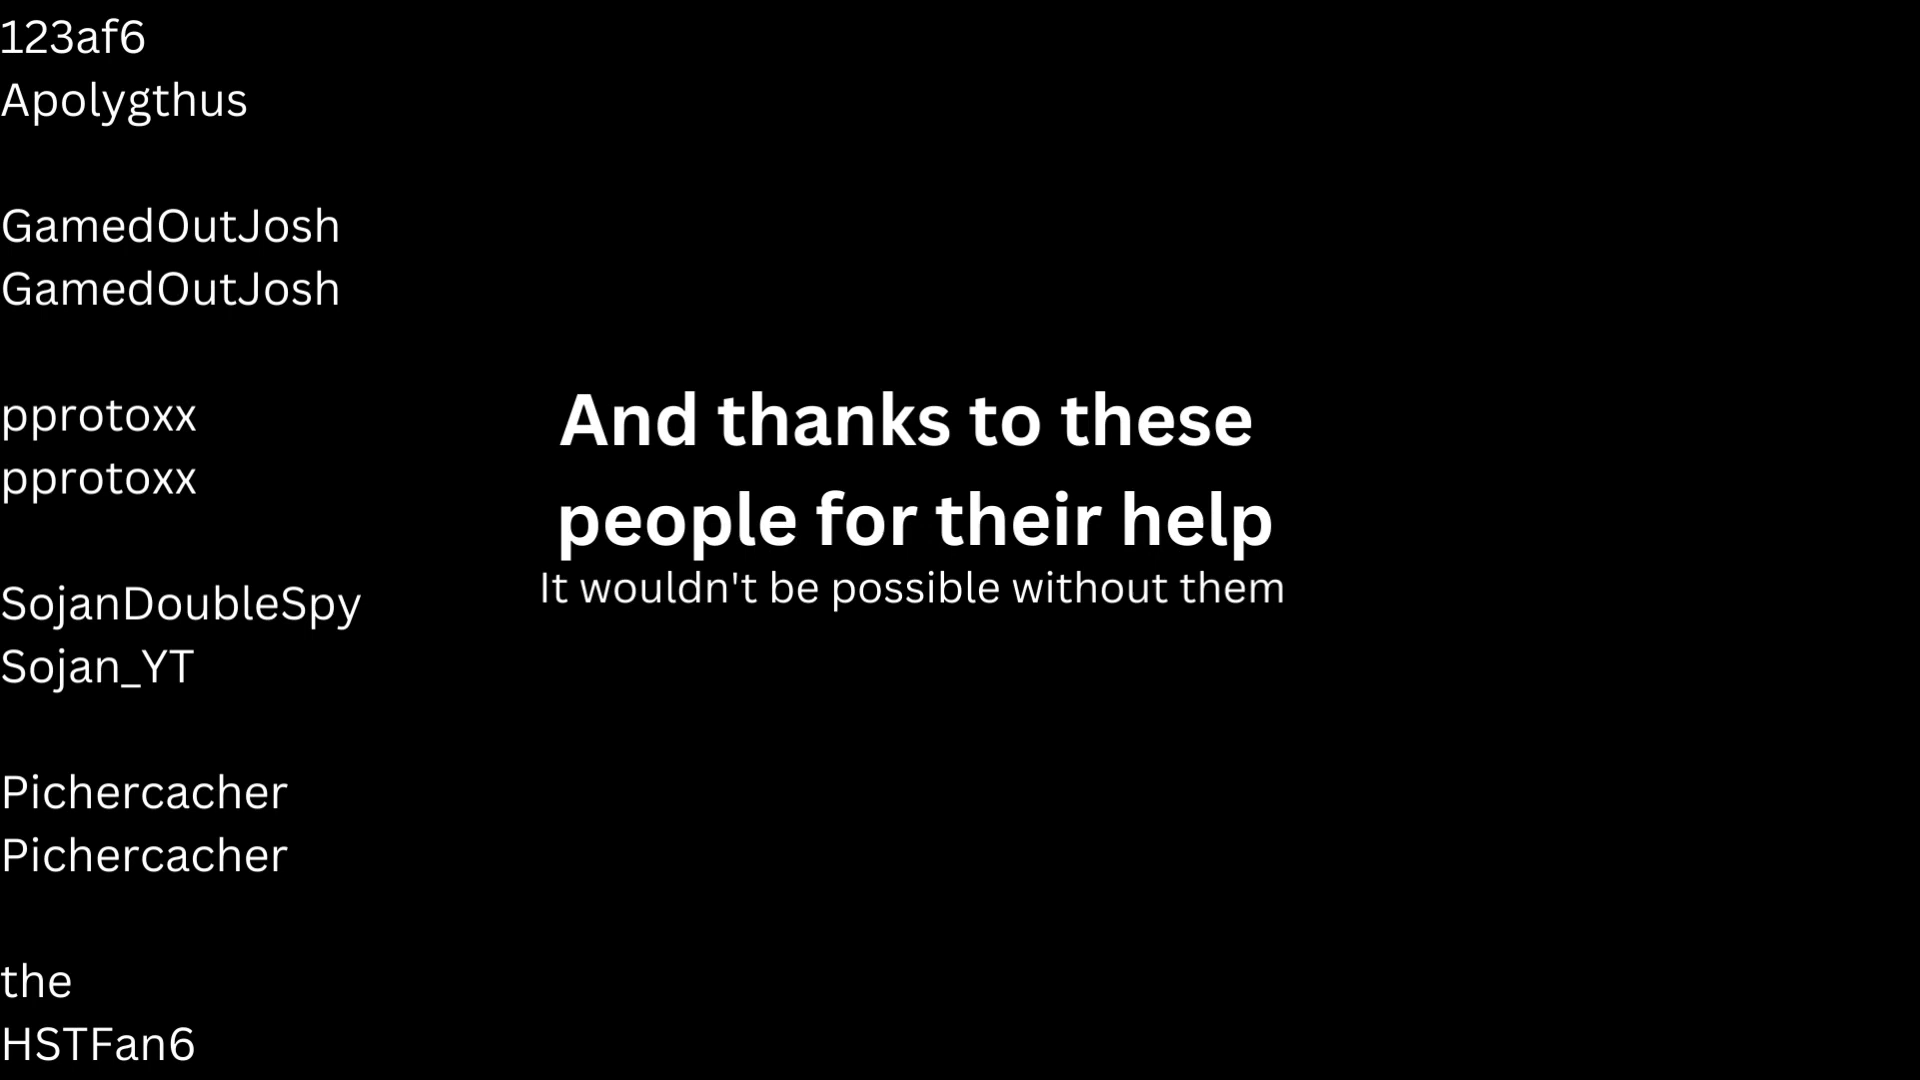 123af6
Apolygthus
GamedOutJosh
GamedOutJosh
pprotoxx
pprotoxx
SojanDoubleSpy
Sojan_YT
Pichercacher
Pichercacher
the
HSTFan6
And thanks to these
people for their help
It wouldn't be possible without them